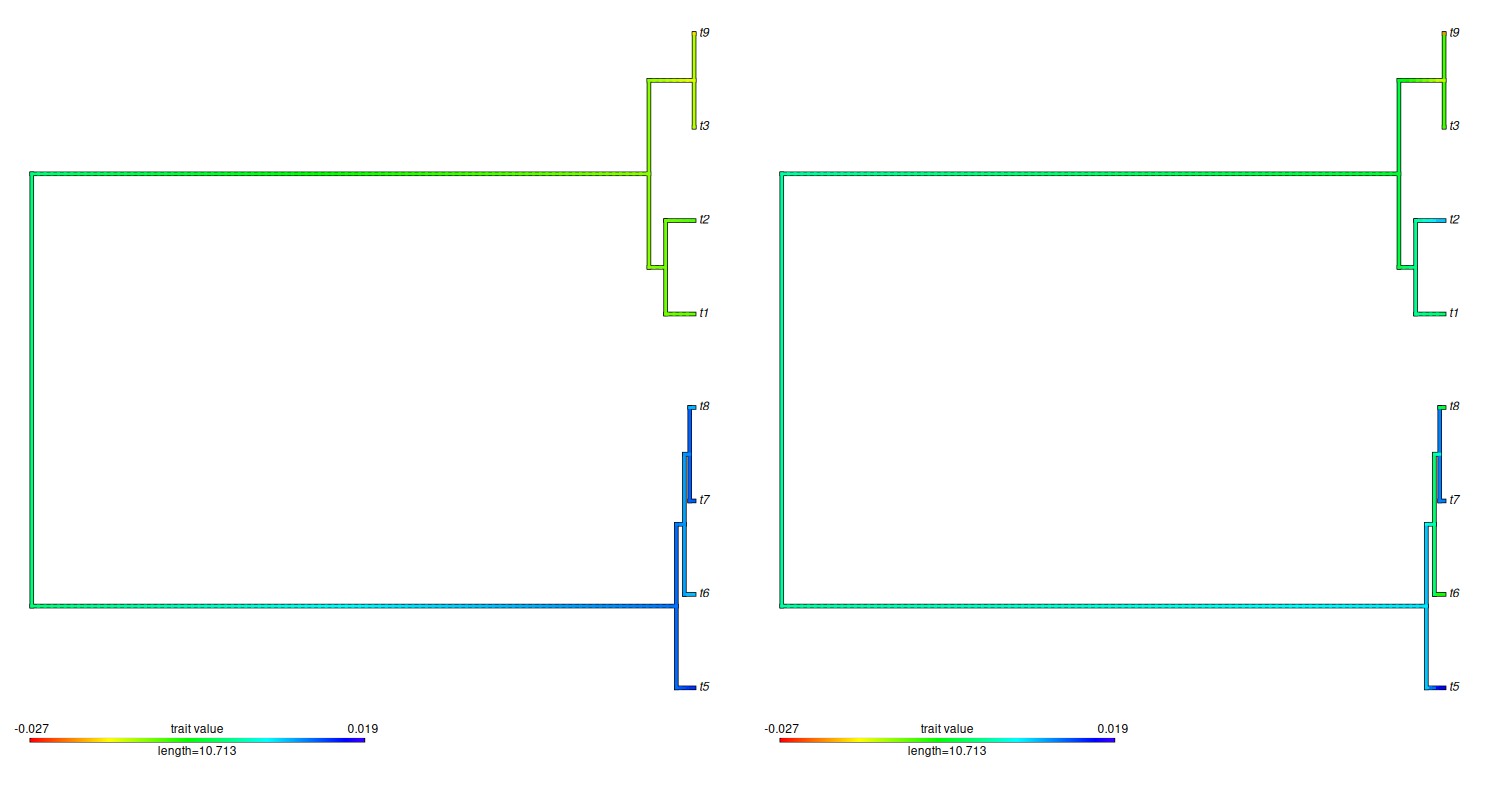 t9
t3
t2
t1
t8
t7
t6
t5
-0.027 trait value 0.019
length=10.713
t9
t3
t2
t1
t8
t7
t6
t5
-0.027 trait value 0.019
length=10.713